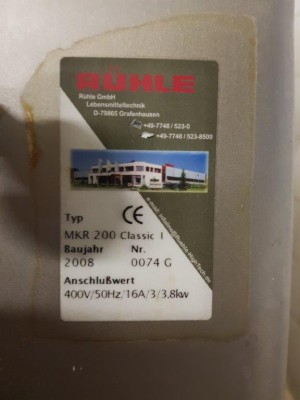 RÜHLE
Rühle GmbH
Lebensmitteltechnik
D-79865 Grafenhausen
+49-7748 / 523-0
+49-7748 / 523-8500
Typ
CE
MKR 200 Classic I
Baujahr Nr.
2008 0074 G
Anschlußwert
400V/50Hz/16A/3/3,8kw